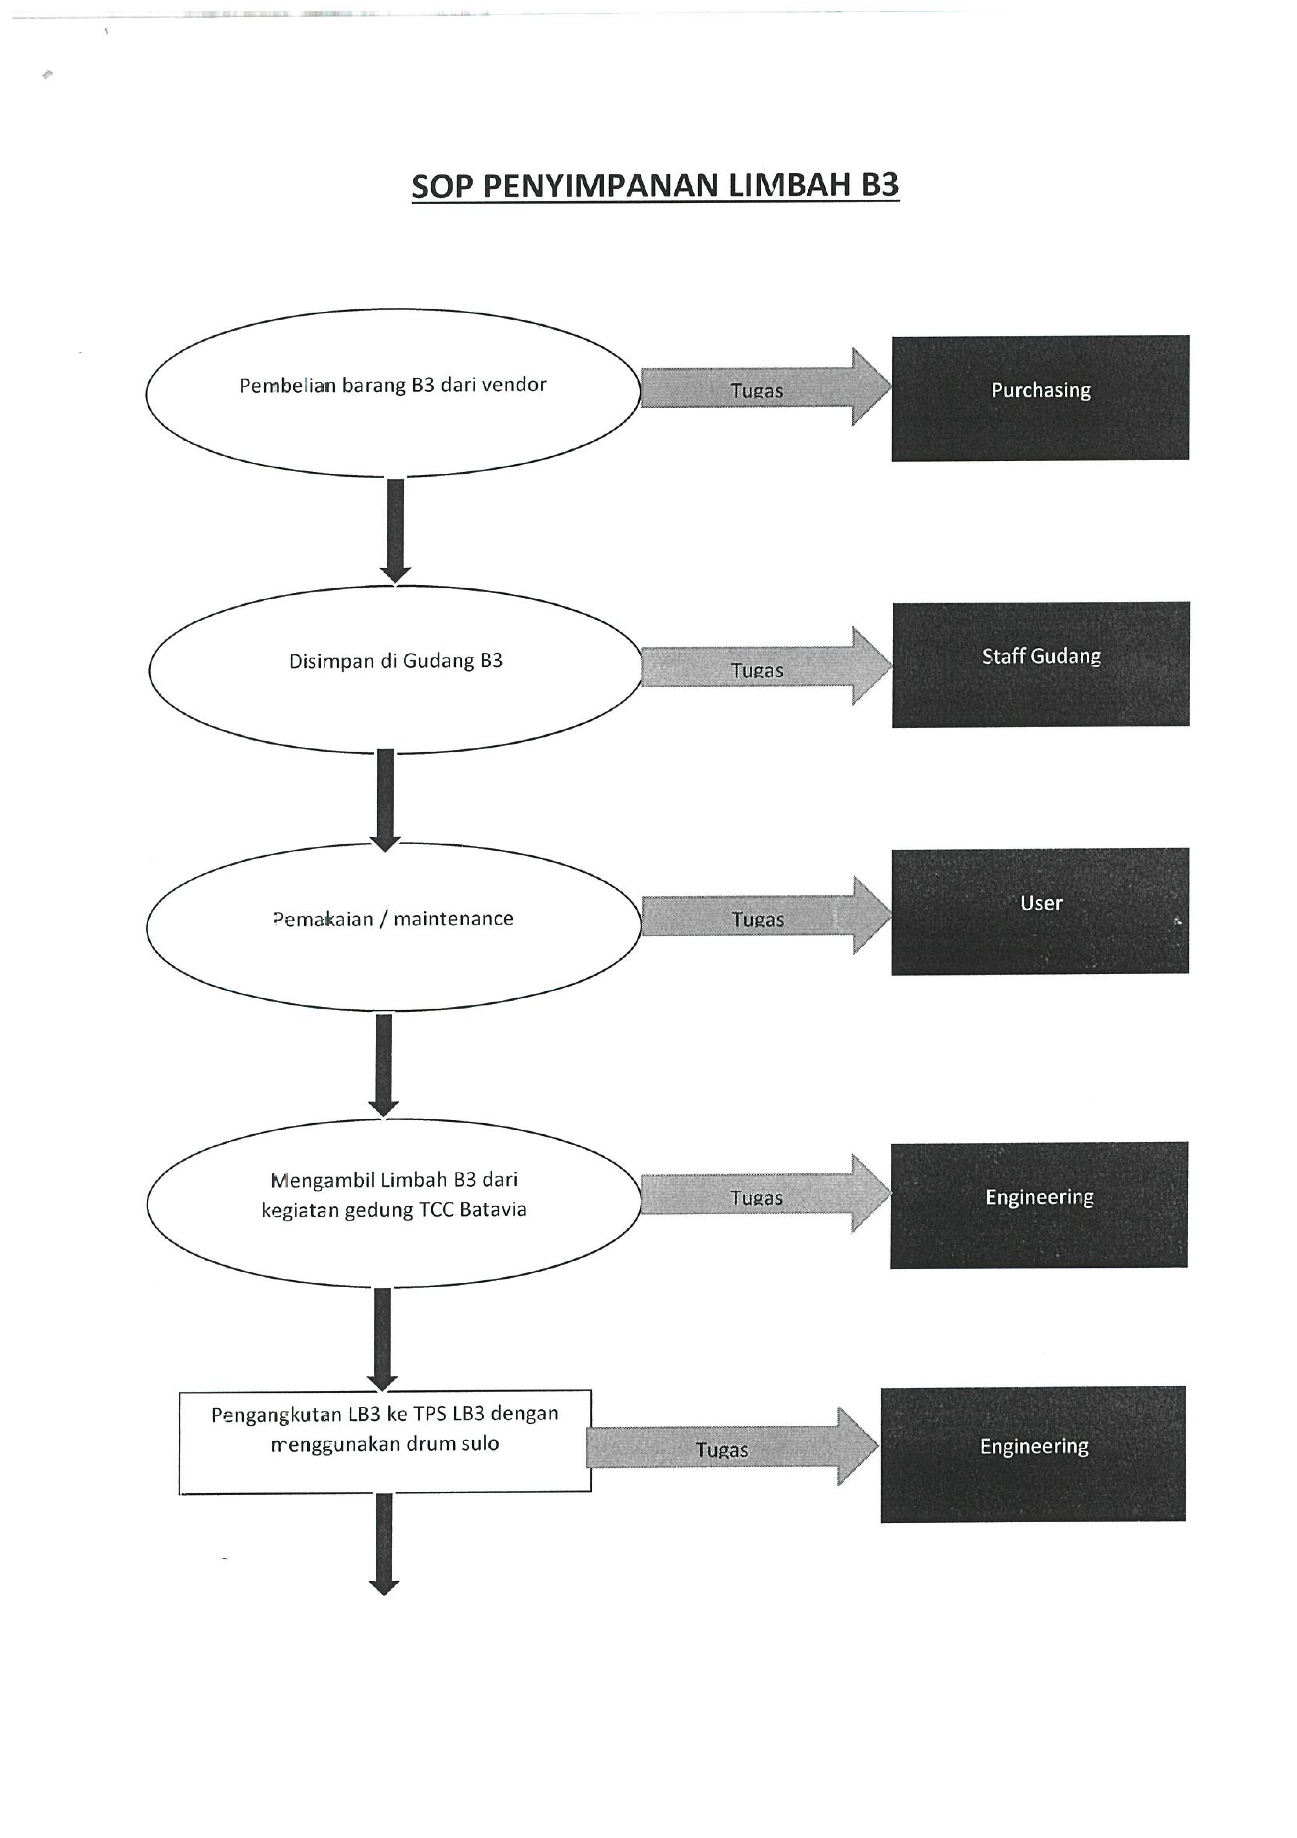 SOP PENYIMPANAN LIMBAH B3
Pembelian barang B3 dari vendor
Tugas
Purchasing
Disimpan di Gudang B3
Tugas
Staff Gudang
Pemakaian / maintenance
Tugas
User
Mengambil Limbah B3 dari
kegiatan gedung TCC Batavia
Tugas
Engineering
Pengangkutan LB3 ke TPS LB3 dengan
menggunakan drum sulo
Tugas
Engineering